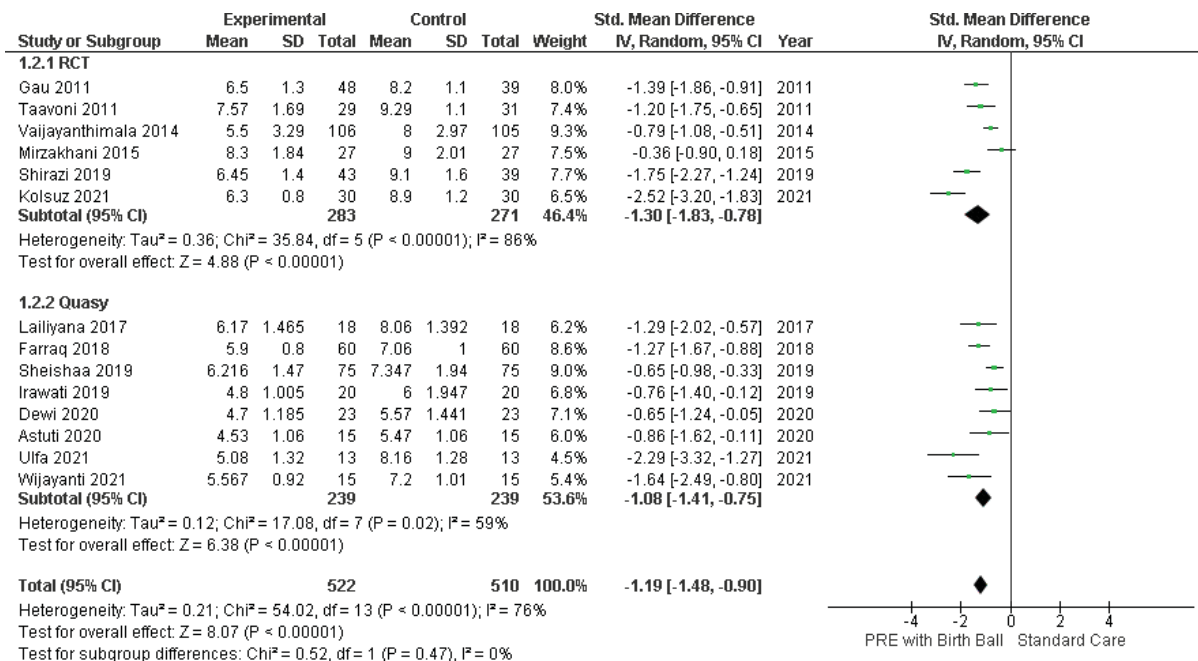 Experimental Control Std. Mean Difference Std. Mean Difference
Study or Subgroup Mean SD Total Mean SD Total Weight IV, Random, 95% CI Year IV, Random, 95% CI
1.2.1 RCT
Gau 2011 6.5 1.3 48 8.2 1.1 39 8.0% -1.39 [-1.86, -0.91] 2011
Taavoni 2011 7.57 1.69 29 9.29 1.1 31 7.4% -1.20 [-1.75, -0.65] 2011
Vaijayanthimala 2014 5.5 3.29 106 8 2.97 105 9.3% -0.79 [-1.08, -0.51] 2014
Mirzakhani 2015 8.3 1.84 27 9 2.01 27 7.5% -0.36 [-0.90, 0.18] 2015
Shirazi 2019 6.45 1.4 43 9.1 1.6 39 7.6% -1.75 [-2.27, -1.24] 2019
Kolsuz 2021 6.3 0.8 30 8.9 1.2 30 6.5% -2.52 [-3.20, -1.83] 2021
Subtotal (95% CI) 283 271 46.4% -1.30 [-1.83, -0.78]
Heterogeneity: Tau² = 0.36; Chi² = 35.84, df = 5 (P < 0.00001); I² = 86%
Test for overall effect: Z = 4.88 (P < 0.00001)
1.2.2 Quasy
Lailiyana 2017 6.17 1.465 18 8.06 1.392 18 6.2% -1.29 [-2.02, -0.57] 2017
Farraq 2018 5.9 0.8 60 7.06 1 60 8.6% -1.27 [-1.67, -0.88] 2018
Sheishaa 2019 6.216 1.47 75 7.347 1.94 75 9.0% -0.65 [-0.98, -0.33] 2019
Irawati 2019 4.8 1.005 20 6 1.947 20 6.8% -0.76 [-1.40, -0.12] 2019
Dewi 2020 4.7 1.185 23 5.57 1.441 23 7.1% -0.65 [-1.24, -0.05] 2020
Astuti 2020 4.53 1.06 15 5.47 1.06 15 6.0% -0.86 [-1.62, -0.11] 2020
Ulfa 2021 5.08 1.32 13 8.16 1.28 13 4.5% -2.29 [-3.32, -1.27] 2021
Wijayanti 2021 5.567 0.92 15 7.2 1.01 15 5.4% -1.64 [-2.49, -0.80] 2021
Subtotal (95% CI) 239 239 53.6% -1.08 [-1.41, -0.75]
Heterogeneity: Tau² = 0.12; Chi² = 17.08, df = 7 (P = 0.02); I² = 59%
Test for overall effect: Z = 6.38 (P < 0.00001)
Total (95% CI) 522 510 100.0% -1.19 [-1.48, -0.90]
Heterogeneity: Tau² = 0.21; Chi² = 54.02, df = 13 (P < 0.00001); I² = 76%
Test for overall effect: Z = 8.07 (P < 0.00001)
Test for subgroup differences: Chi² = 0.52, df = 1 (P = 0.47), I² = 0%
-4 -2 0 2 4
PRE with Birth Ball Standard Care